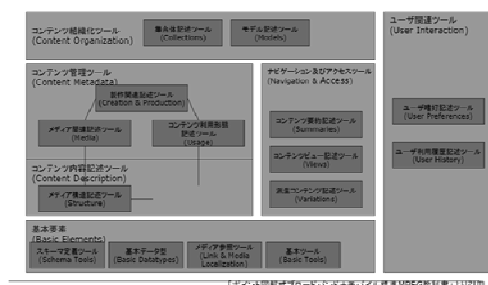 コンテンツ組織化ツール
(Content Organization)
集合体記述ツール
(Collections)
モデル記述ツール
(Models)
ユーザ関連ツール
(User Interaction)
コンテンツ管理ツール
(Content Metadata)
制作関連記述ツール
(Creation & Production)
メディア関連記述ツール
(Media)
コンテンツ利用形態
記述ツール
(Usage)
コンテンツ内容記述ツール
(Content Description)
メディア構造記述ツール
(Structure)
ナビゲーション及びアクセスツール
(Navigation & Access)
コンテンツ要約記述ツール
(Summaries)
コンテンツビュー記述ツール
(Views)
派生コンテンツ記述ツール
(Variations)
ユーザ嗜好記述ツール
(User Preferences)
ユーザ利用履歴記述ツール
(User History)
基本要素
(Basic Elements)
スキーマ定義ツール
(Schema Tools)
基本データ型
(Basic Datatypes)
メディア参照ツール
(Link & Media
Localization)
基本ツール
(Basic Tools)